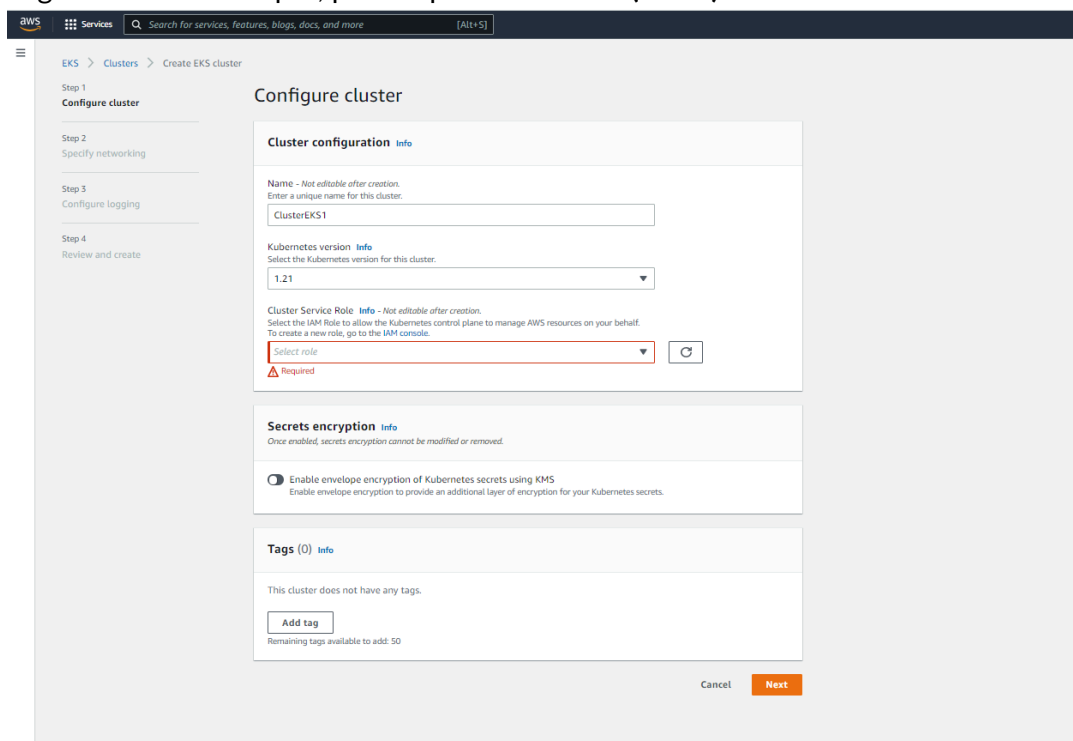 aws
Services
Search for services, features, blogs, docs, and more
[Alt+S]
EKS > Clusters > Create EKS cluster
Step 1
Configure cluster
Step 2
Specify networking
Step 3
Configure logging
Step 4
Review and create
Configure cluster
Cluster configuration Info
Name - Not editable after creation.
Enter a unique name for this cluster.
ClusterEKS1
Kubernetes version Info
Select the Kubernetes version for this cluster.
1.21
Cluster Service Role Info - Not editable after creation.
Select the IAM Role to allow the Kubernetes control plane to manage AWS resources on your behalf.
To create a new role, go to the IAM console.
Select role
Required
Secrets encryption Info
Once enabled, secrets encryption cannot be modified or removed.
Enable envelope encryption of Kubernetes secrets using KMS
Enable envelope encryption to provide an additional layer of encryption for your Kubernetes secrets.
Tags (0) Info
This cluster does not have any tags.
Add tag
Remaining tags available to add: 50
Cancel
Next